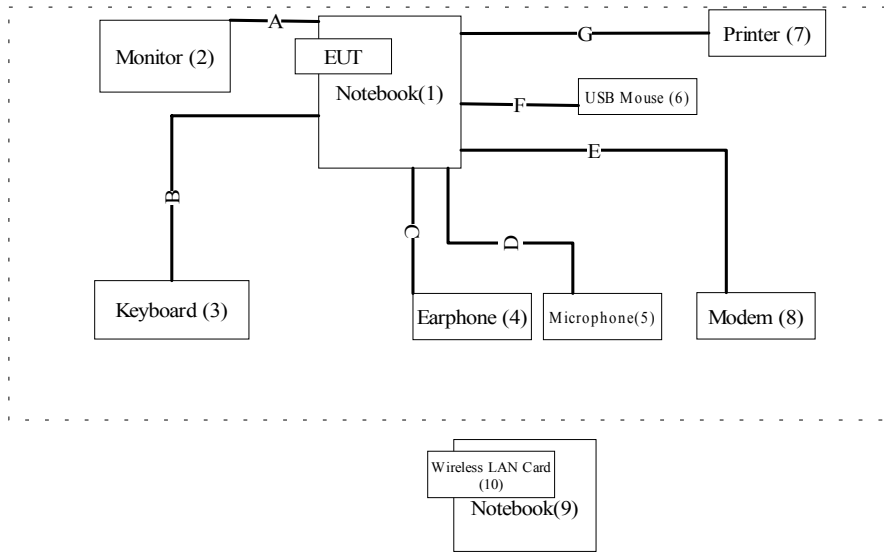 A
G
Printer (7)
Monitor (2)
EUT
Notebook(1)
F
USB Mouse (6)
E
B
C
D
Keyboard (3)
Earphone (4)
Microphone(5)
Modem (8)
Wireless LAN Card
(10)
Notebook(9)